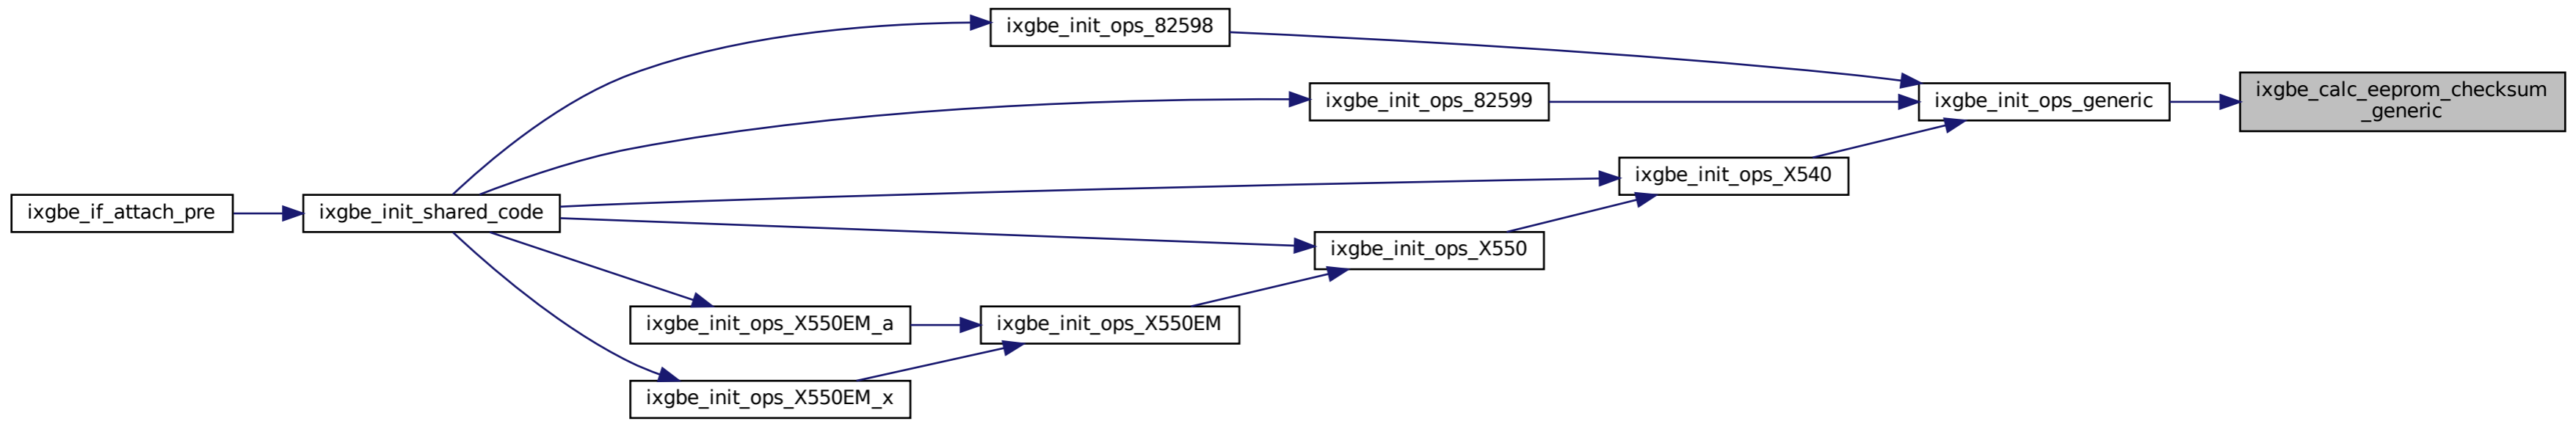 ixgbe_init_ops_82598
ixgbe_calc_eeprom_checksum
_generic
ixgbe_init_ops_82599
ixgbe_init_ops_generic
ixgbe_init_ops_X540
ixgbe_if_attach_pre
ixgbe_init_shared_code
ixgbe_init_ops_X550
ixgbe_init_ops_X550EM_a
ixgbe_init_ops_X550EM
ixgbe_init_ops_X550EM_x